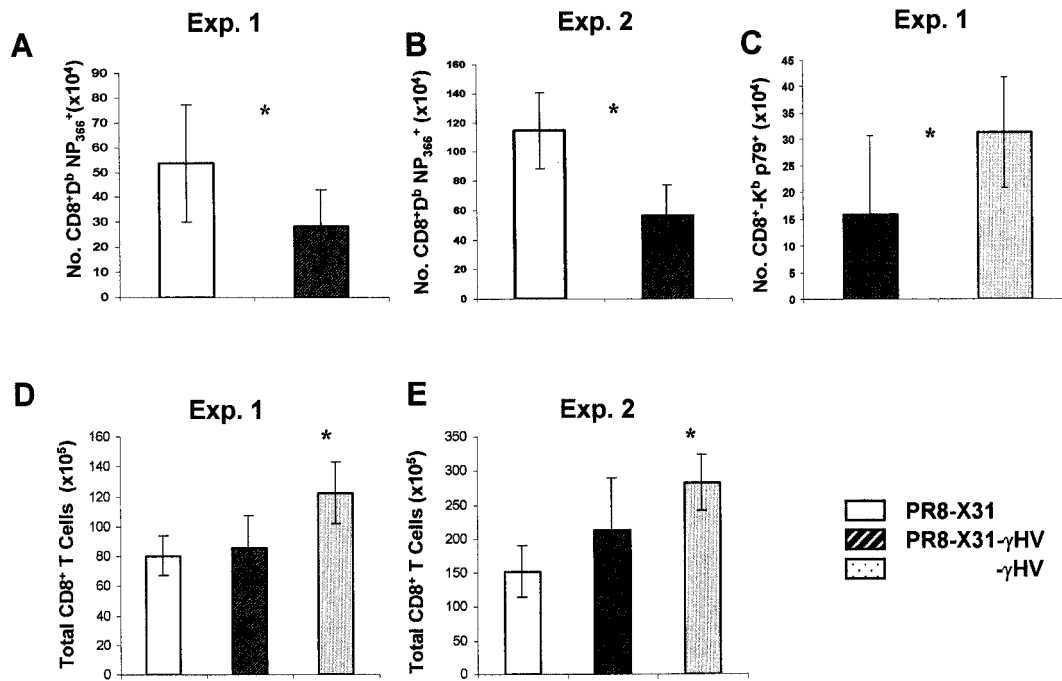 A
Exp. 1
No. CD8⁺Dᵇ NP₃₆₆⁺(x10⁴)
90
80
70
60
50
40
30
20
10
0
*
B
Exp. 2
No. CD8⁺Dᵇ NP₃₆₆⁺ (x10⁴)
160
140
120
100
80
60
40
20
0
*
C
Exp. 1
No. CD8⁺-Kᵇ p79⁺ (x10⁴)
45
40
35
30
25
20
15
10
5
0
*
D
Exp. 1
Total CD8⁺ T Cells (x10⁵)
160
140
120
100
80
60
40
20
0
*
E
Exp. 2
Total CD8⁺ T Cells (x10⁵)
350
300
250
200
150
100
50
0
*
PR8-X31
PR8-X31-γHV
-γHV